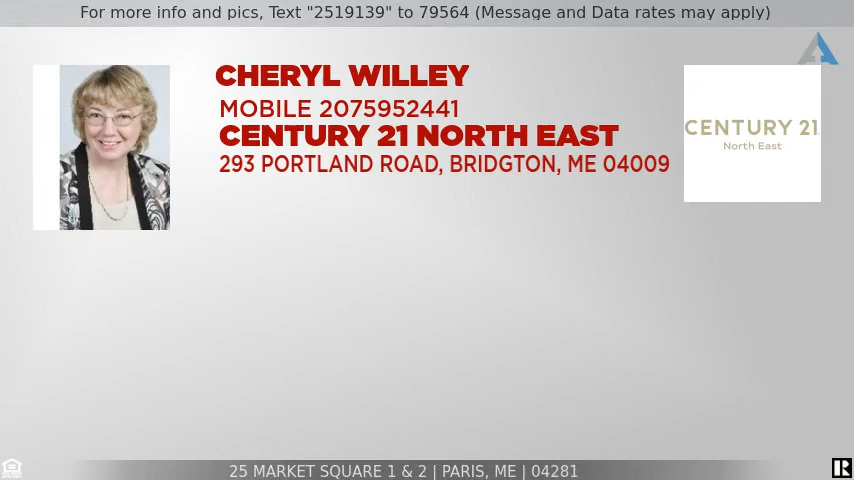 For more info and pics, Text "2519139" to 79564 (Message and Data rates may apply)
CHERYL WILLEY
MOBILE 2075952441
CENTURY 21 NORTH EAST
293 PORTLAND ROAD, BRIDGTON, ME 04009
CENTURY 21.
North East
25 MARKET SQUARE 1 & 2 | PARIS, ME | 04281